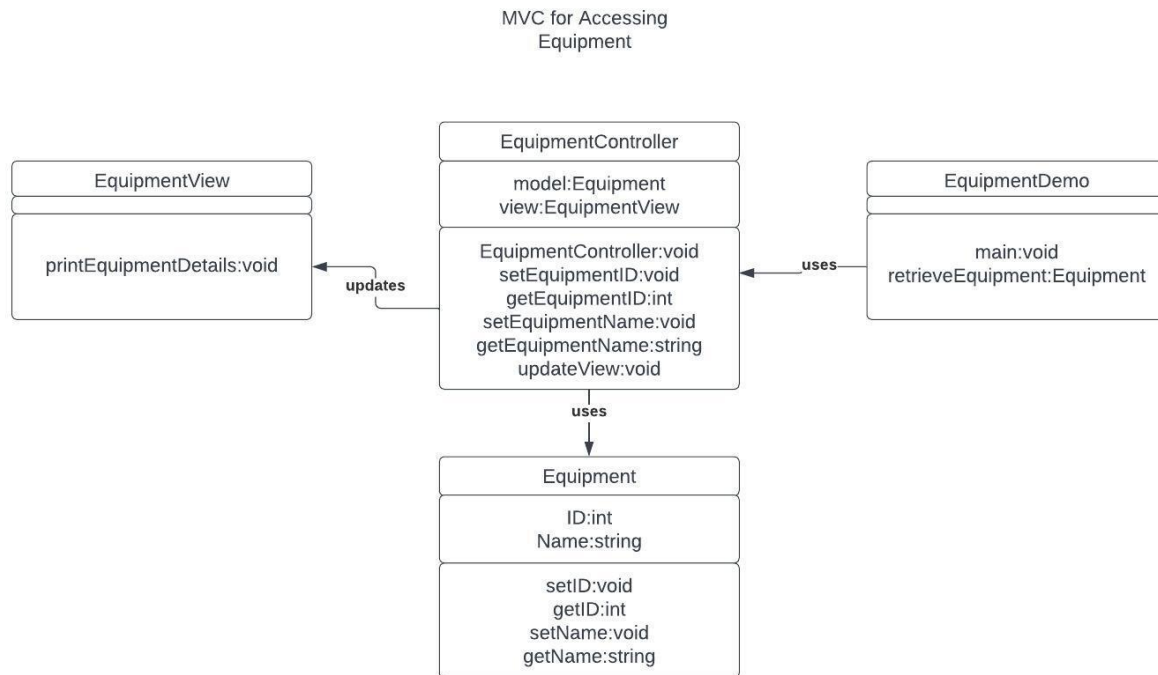 MVC for Accessing
Equipment
EquipmentView
printEquipmentDetails:void
updates
EquipmentController
model:Equipment
view:EquipmentView
EquipmentController:void
setEquipmentID:void
getEquipmentID:int
setEquipmentName:void
getEquipmentName:string
updateView:void
uses
EquipmentDemo
main:void
retrieveEquipment:Equipment
uses
Equipment
ID:int
Name:string
setID:void
getID:int
setName:void
getName:string